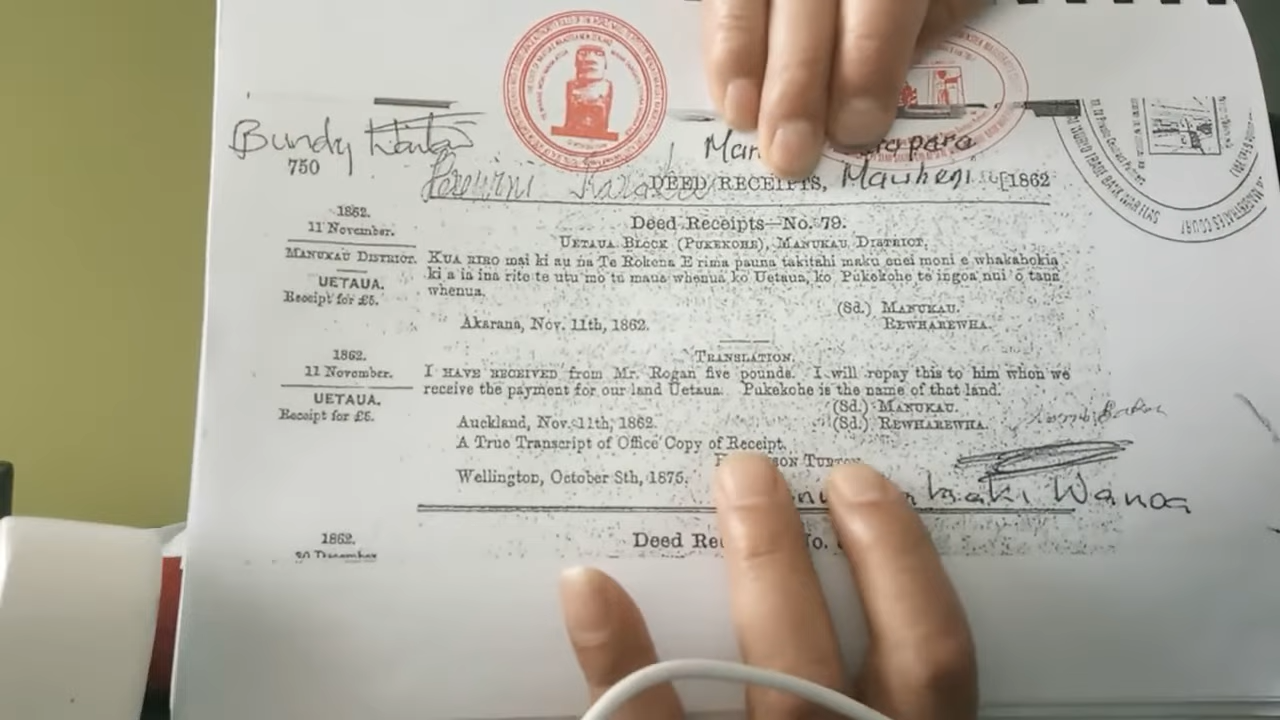 Bundy
750
DEED RECEIPTS,
[1862
1862.
11 November.
MANUKAU DISTRICT.
UETAUA.
Receipt for £5.
Deed Receipts—No. 79.
UETAUA BLOCK (PUKEKOHE), MANUKAU DISTRICT.
KUA RIRO mai ki au na Te Rokena E rima pauna takitahi maku enei moni e whakahokia
ki a ia ina rite te utu mo ta maua whenua ko Uetaua, ko Pukekohe te ingoa nui o taua
whenua.
(Sd.) MANUKAU.
REWHAREWHA.
Akarana, Nov. 11th, 1862.
1862.
11 November.
UETAUA.
Receipt for £5.
TRANSLATION.
I HAVE RECEIVED from Mr. Rogan five pounds. I will repay this to him when we
receive the payment for our land Uetaua. Pukekohe is the name of that land.
(Sd.) MANUKAU.
(Sd.) REWHAREWHA.
Auckland, Nov. 11th, 1862.
A True Transcript of Office Copy of Receipt.
TURTON
Wellington, October 8th, 1875.
Wanoa
1862.
30 December
Deed